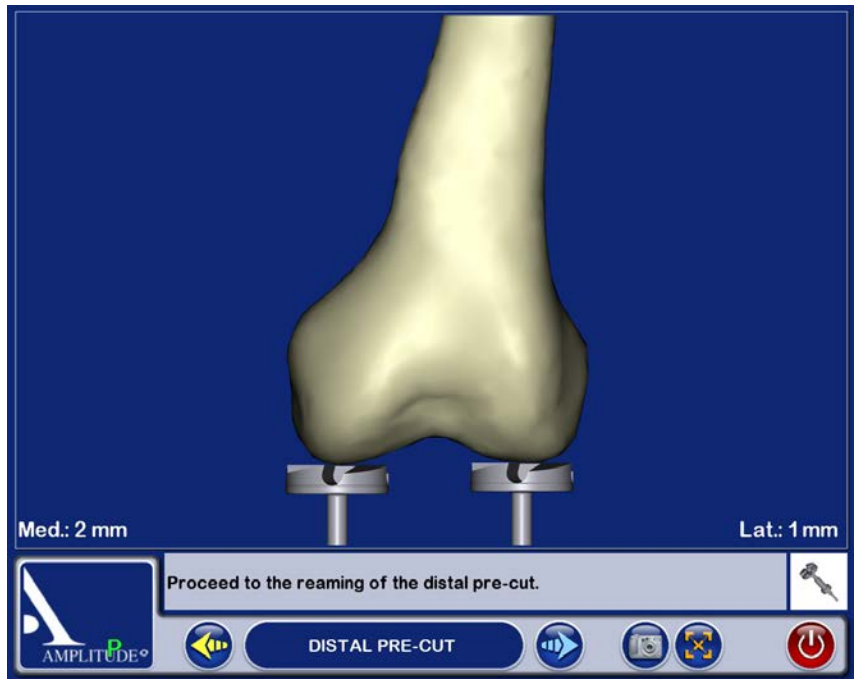 Med.: 2 mm
Lat.: 1 mm
Proceed to the reaming of the distal pre-cut.
P
AMPLITUDE
DISTAL PRE-CUT